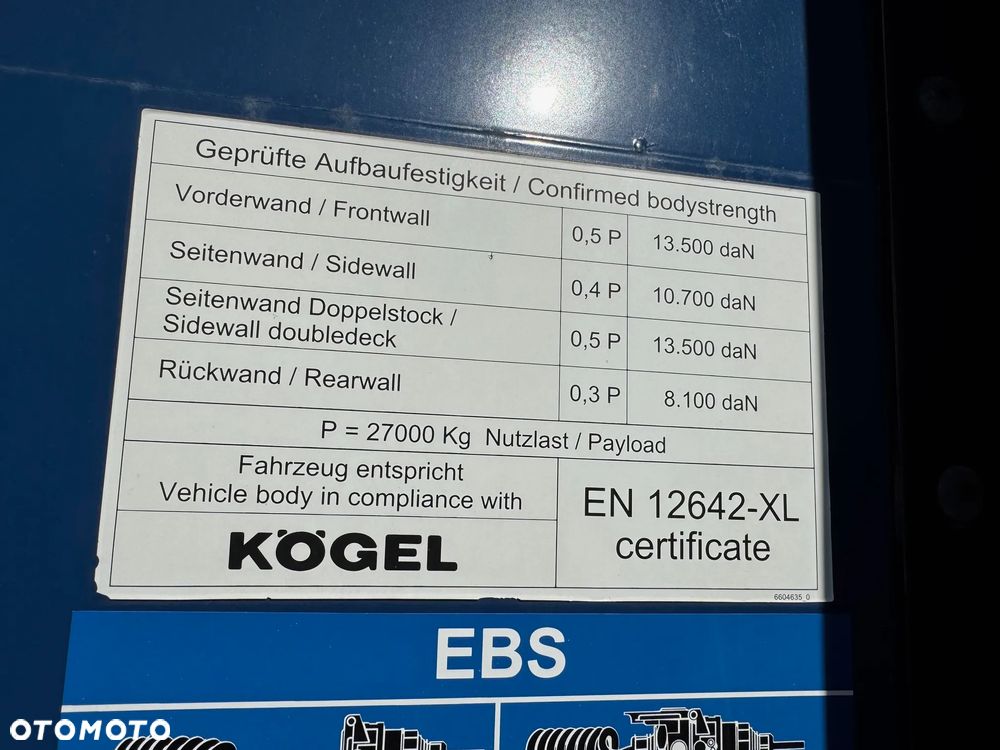 Geprüfte Aufbaufestigkeit / Confirmed bodystrength
Vorderwand / Frontwall 0,5 P 13.500 daN
Seitenwand / Sidewall 0,4 P 10.700 daN
Seitenwand Doppelstock /
Sidewall doubledeck 0,5 P 13.500 daN
Rückwand / Rearwall 0,3 P 8.100 daN
P = 27000 Kg Nutzlast / Payload
Fahrzeug entspricht
Vehicle body in compliance with
KÖGEL
EN 12642-XL
certificate
6604635_0
EBS
OTOMOTO